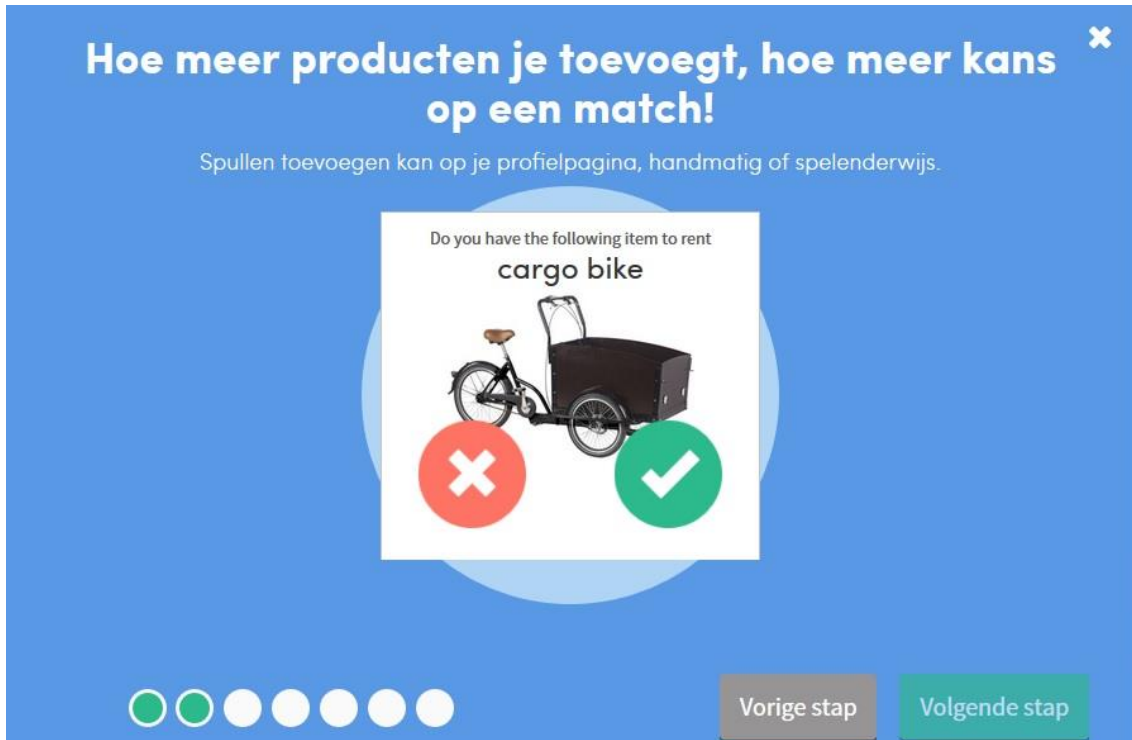 Hoe meer producten je toevoegt, hoe meer kans
op een match!
Spullen toevoegen kan op je profielpagina, handmatig of spelenderwijs.
Do you have the following item to rent
cargo bike
Vorige stap
Volgende stap